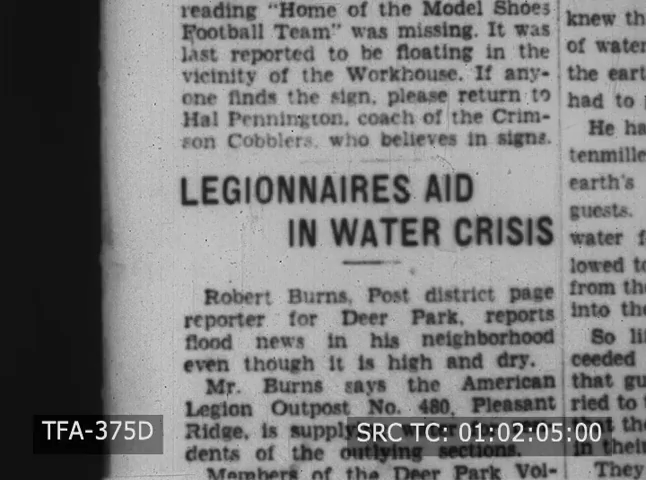 reading "Home of the Model Shoes
Football Team" was missing. It was
last reported to be floating in the
vicinity of the Workhouse. If any-
one finds the sign, please return to
Hal Pennington, coach of the Crim-
son Cobblers, who believes in signs.
LEGIONNAIRES AID
IN WATER CRISIS
Robert Burns, Post district page
reporter for Deer Park, reports
flood news in his neighborhood
even though it is high and dry.
Mr. Burns says the American
Legion Outpost No. 480, Pleasant
Ridge, is
dents of the outlying sections.
Members of the Deer Park Vol-
knew th
of water
the eart
had to
He ha
tenmille
earth's
guests.
water f
lowed to
from the
into the
So li
ceeded
that gu
ried to
the
in their
They
TFA-375D
SRC TC: 01:02:05:00